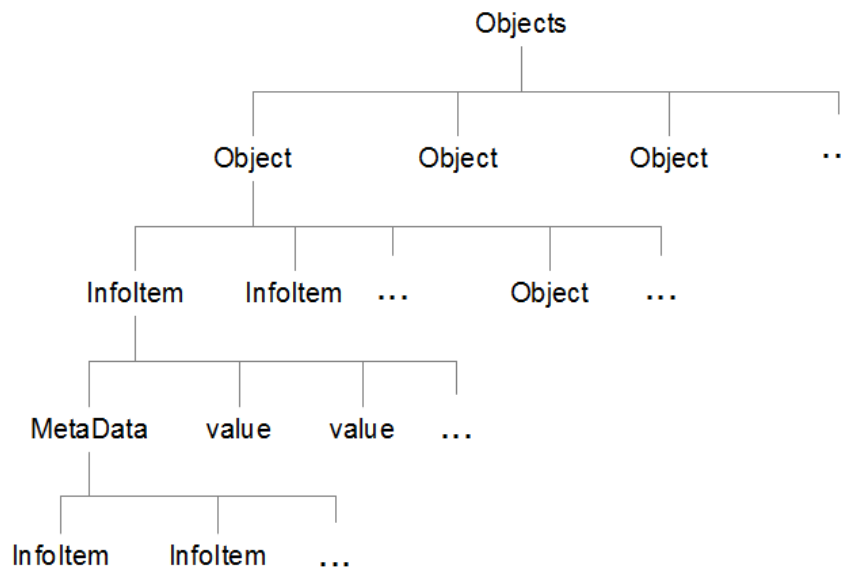 Objects
Object Object Object ..
InfoItem InfoItem ... Object ...
MetaData value value ...
InfoItem InfoItem ...